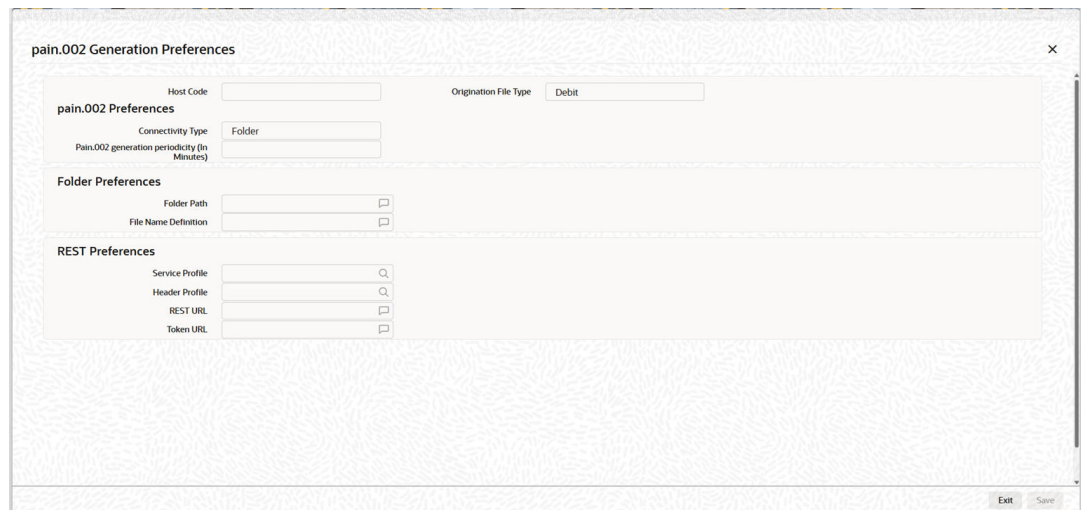 pain.002 Generation Preferences
Host Code
Origination File Type Debit
pain.002 Preferences
Connectivity Type Folder
Pain.002 generation periodicity (In
Minutes)
Folder Preferences
Folder Path
File Name Definition
REST Preferences
Service Profile
Header Profile
REST URL
Token URL
Exit Save